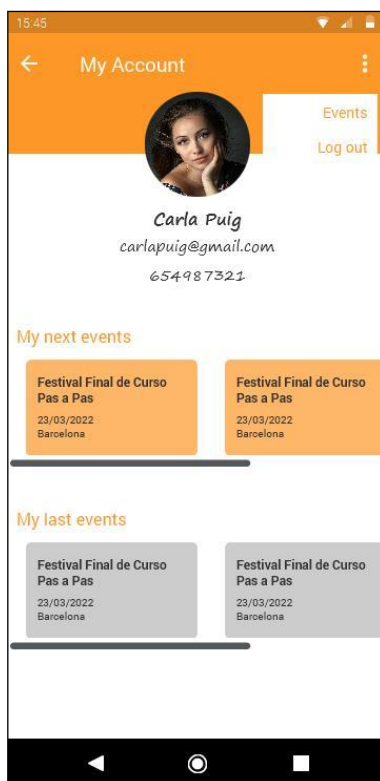 15:45
My Account
Events
Log out
Carla Puig
carlapuig@gmail.com
654987321
My next events
Festival Final de Curso
Pas a Pas
23/03/2022
Barcelona
Festival Final de Curso
Pas a Pas
23/03/2022
Barcelona
My last events
Festival Final de Curso
Pas a Pas
23/03/2022
Barcelona
Festival Final de Curso
Pas a Pas
23/03/2022
Barcelona